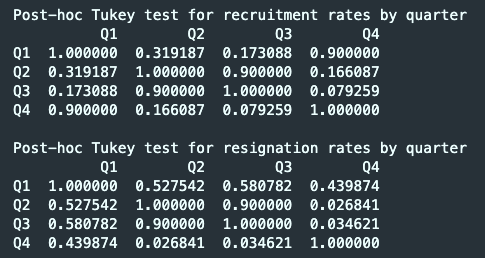 Post-hoc Tukey test for recruitment rates by quarter
Q1 Q2 Q3 Q4
Q1 1.000000 0.319187 0.173088 0.900000
Q2 0.319187 1.000000 0.900000 0.166087
Q3 0.173088 0.900000 1.000000 0.079259
Q4 0.900000 0.166087 0.079259 1.000000
Post-hoc Tukey test for resignation rates by quarter
Q1 Q2 Q3 Q4
Q1 1.000000 0.527542 0.580782 0.439874
Q2 0.527542 1.000000 0.900000 0.026841
Q3 0.580782 0.900000 1.000000 0.034621
Q4 0.439874 0.026841 0.034621 1.000000